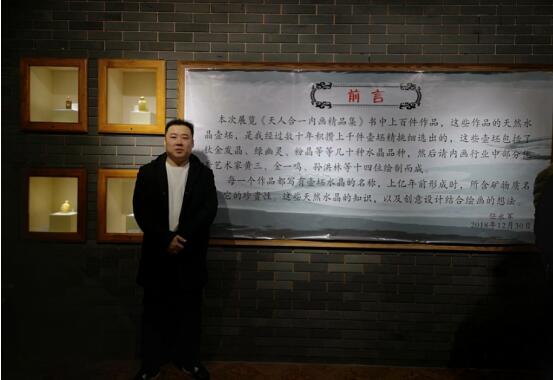 前言
本次展览《天人合一内画精品集》书中上百件作品，这些作品的天然水
晶壶坯，是我经过数十年积攒上千件壶坯精挑细选出的，这些壶坯包括了
钛金发晶、绿幽灵、粉晶等等几十种水晶品种，然后请内画行业中部分
艺术家黄三、金一鸣、孙洪林等十四位绘制而成。
每一个作品都写有壶坯水晶的名称，上亿年前形成时，所含矿物质名
它的珍贵性。这些天然水晶的知识，以及创意设计结合绘画的想法。
2018年12月30日